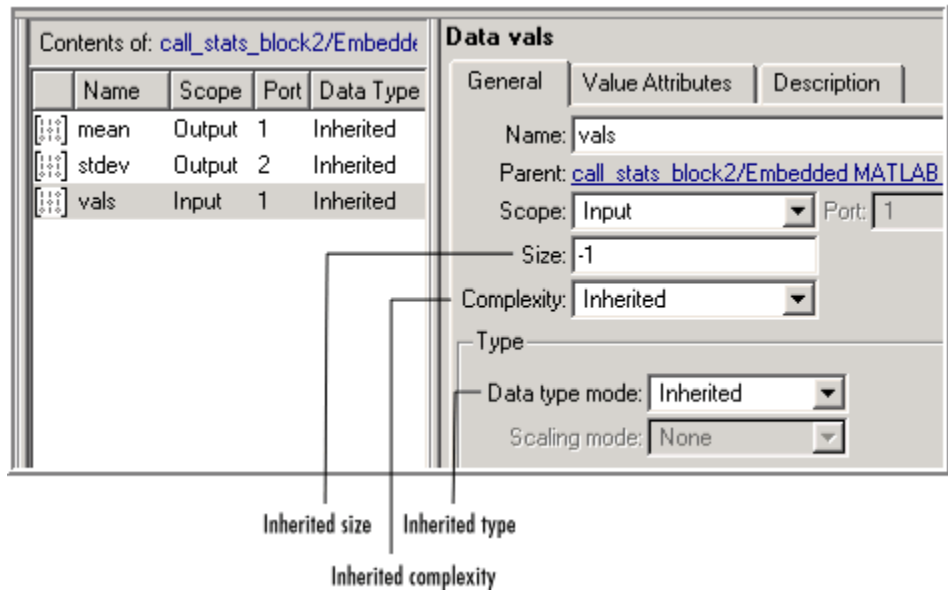 Contents of: call_stats_block2/Embedde
Name Scope Port Data Type
mean Output 1 Inherited
stdev Output 2 Inherited
vals Input 1 Inherited
Data vals
General Value Attributes Description
Name: vals
Parent: call_stats_block2/Embedded MATLAB
Scope: Input Port: 1
Size: -1
Complexity: Inherited
Type
Data type mode: Inherited
Scaling mode: None
Inherited size Inherited type
Inherited complexity